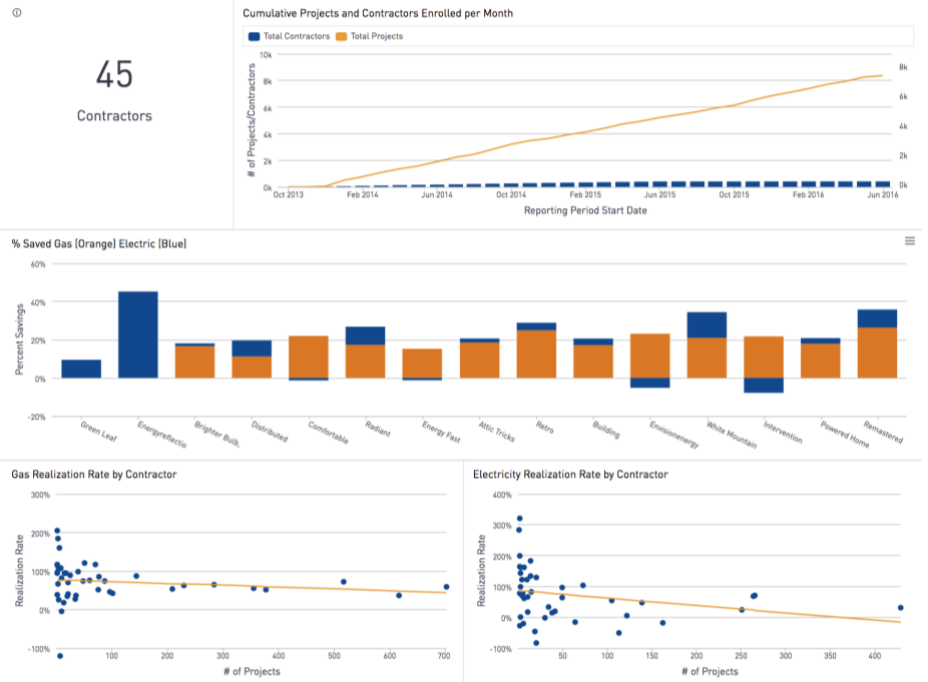 ⓘ
45
Contractors
Cumulative Projects and Contractors Enrolled per Month
Total Contractors Total Projects
# of Projects/Contractors
10k
8k
6k
4k
2k
0k
8k
6k
4k
2k
0k
Oct 2013 Feb 2014 Jun 2014 Oct 2014 Feb 2015 Jun 2015 Oct 2015 Feb 2016 Jun 2016
Reporting Period Start Date
% Saved Gas (Orange) Electric (Blue)
Percent Savings
60%
40%
20%
0%
-20%
Green Leaf Energyreflectio Brighter Bulb, Distributed Comfortable Radiant Energy Fast Attic Tricks Retro Building Envisionenergy White Mountain Intervention Powered Home Remastered
Gas Realization Rate by Contractor
Realization Rate
300%
200%
100%
0%
-100%
100 200 300 400 500 600 700
# of Projects
Electricity Realization Rate by Contractor
Realization Rate
400%
300%
200%
100%
0%
-100%
50 100 150 200 250 300 350 400
# of Projects